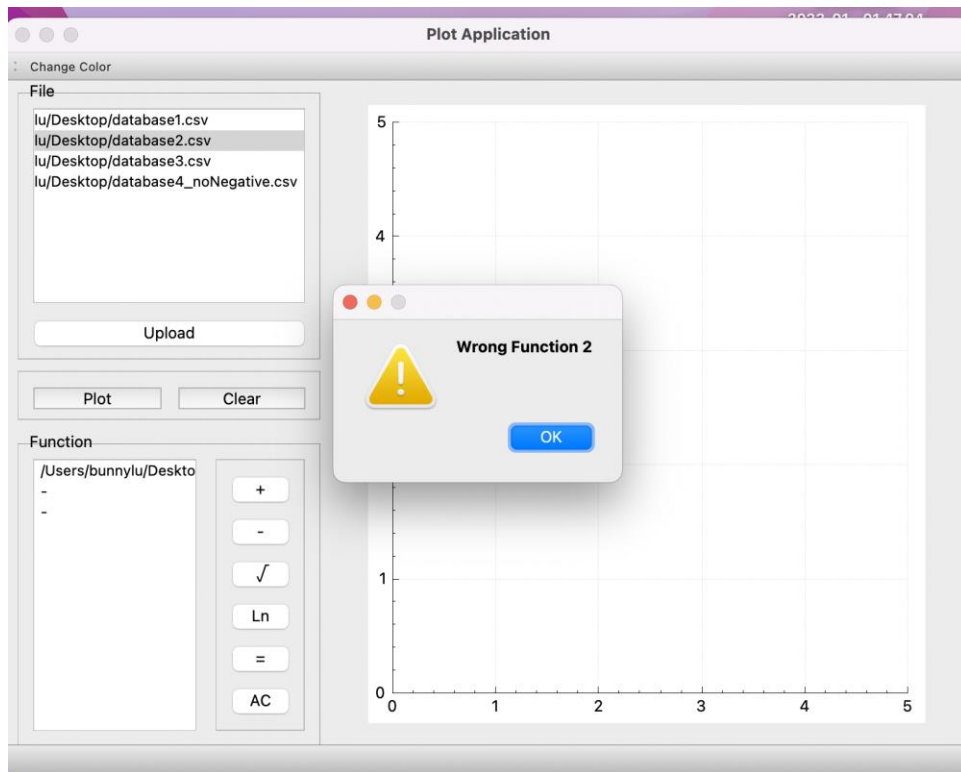 Plot Application
Change Color
File
lu/Desktop/database1.csv
lu/Desktop/database2.csv
lu/Desktop/database3.csv
lu/Desktop/database4_noNegative.csv
Upload
Plot
Clear
Function
/Users/bunnylu/Deskto
-
-
+
-
√
Ln
=
AC
5
4
1
0
0 1 2 3 4 5
Wrong Function 2
OK